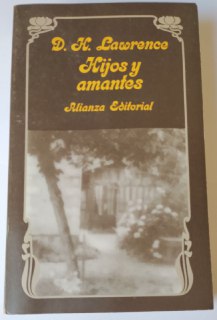 D. H. Lawrence
Hijos y
amantes
Alianza Editorial